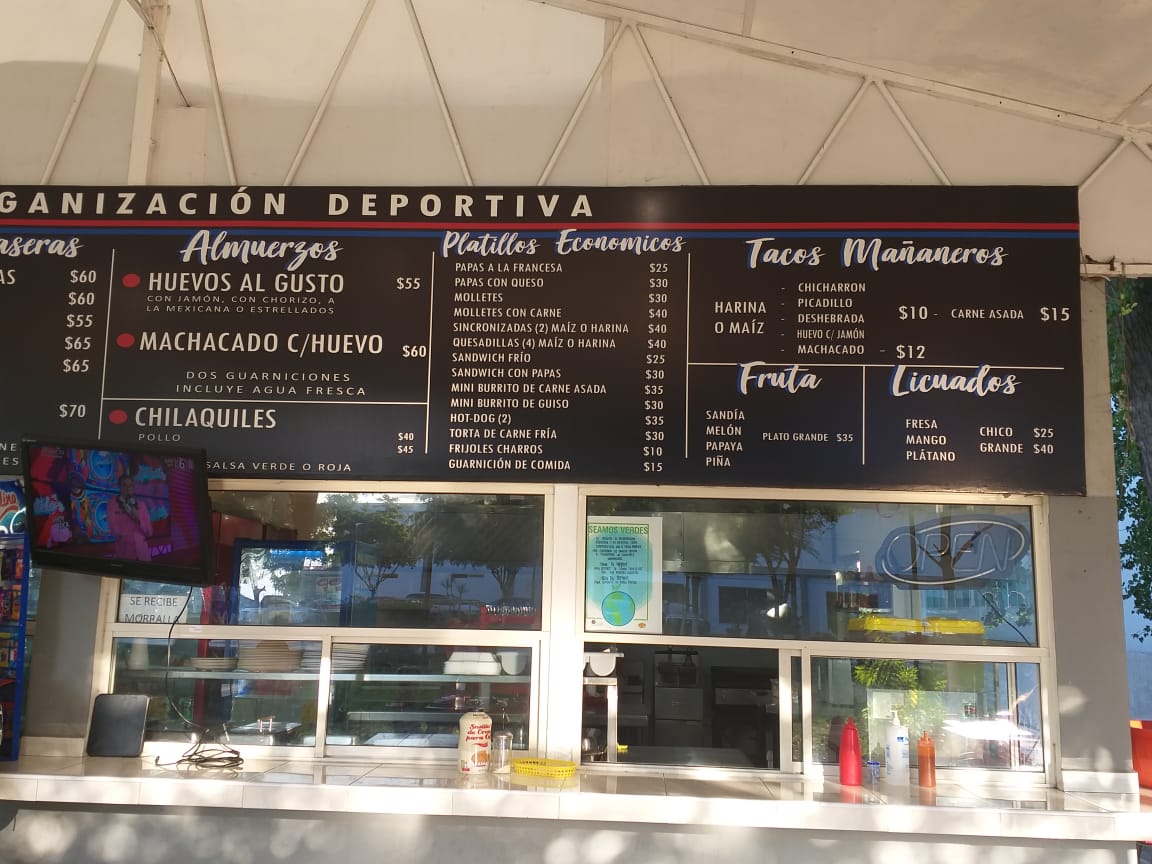 GANIZACIÓN DEPORTIVA
aseras
AS $60
$60
$55
$65
$65
$70
NE
ES
Almuerzos
HUEVOS AL GUSTO $55
CON JAMÓN, CON CHORIZO, A
LA MEXICANA O ESTRELLADOS
MACHACADO C/HUEVO $60
DOS GUARNICIONES
INCLUYE AGUA FRESCA
CHILAQUILES
POLLO $40
$45
SALSA VERDE O ROJA
Platillos Economicos
PAPAS A LA FRANCESA $25
PAPAS CON QUESO $30
MOLLETES $30
MOLLETES CON CARNE $40
SINCRONIZADAS (2) MAÍZ O HARINA $40
QUESADILLAS (4) MAÍZ O HARINA $40
SANDWICH FRÍO $25
SANDWICH CON PAPAS $30
MINI BURRITO DE CARNE ASADA $35
MINI BURRITO DE GUISO $30
HOT-DOG (2) $35
TORTA DE CARNE FRÍA $30
FRIJOLES CHARROS $10
GUARNICIÓN DE COMIDA $15
Tacos Mañaneros
HARINA
O MAÍZ
- CHICHARRON
- PICADILLO
- DESHEBRADA
- HUEVO C/ JAMÓN
- MACHACADO - $12
$10 - CARNE ASADA $15
Fruta
SANDÍA
MELÓN
PAPAYA
PIÑA
PLATO GRANDE $35
Licuados
FRESA
MANGO
PLÁTANO
CHICO $25
GRANDE $40
SEAMOS VERDES
OPEN
SE RECIBE
MORRALLA